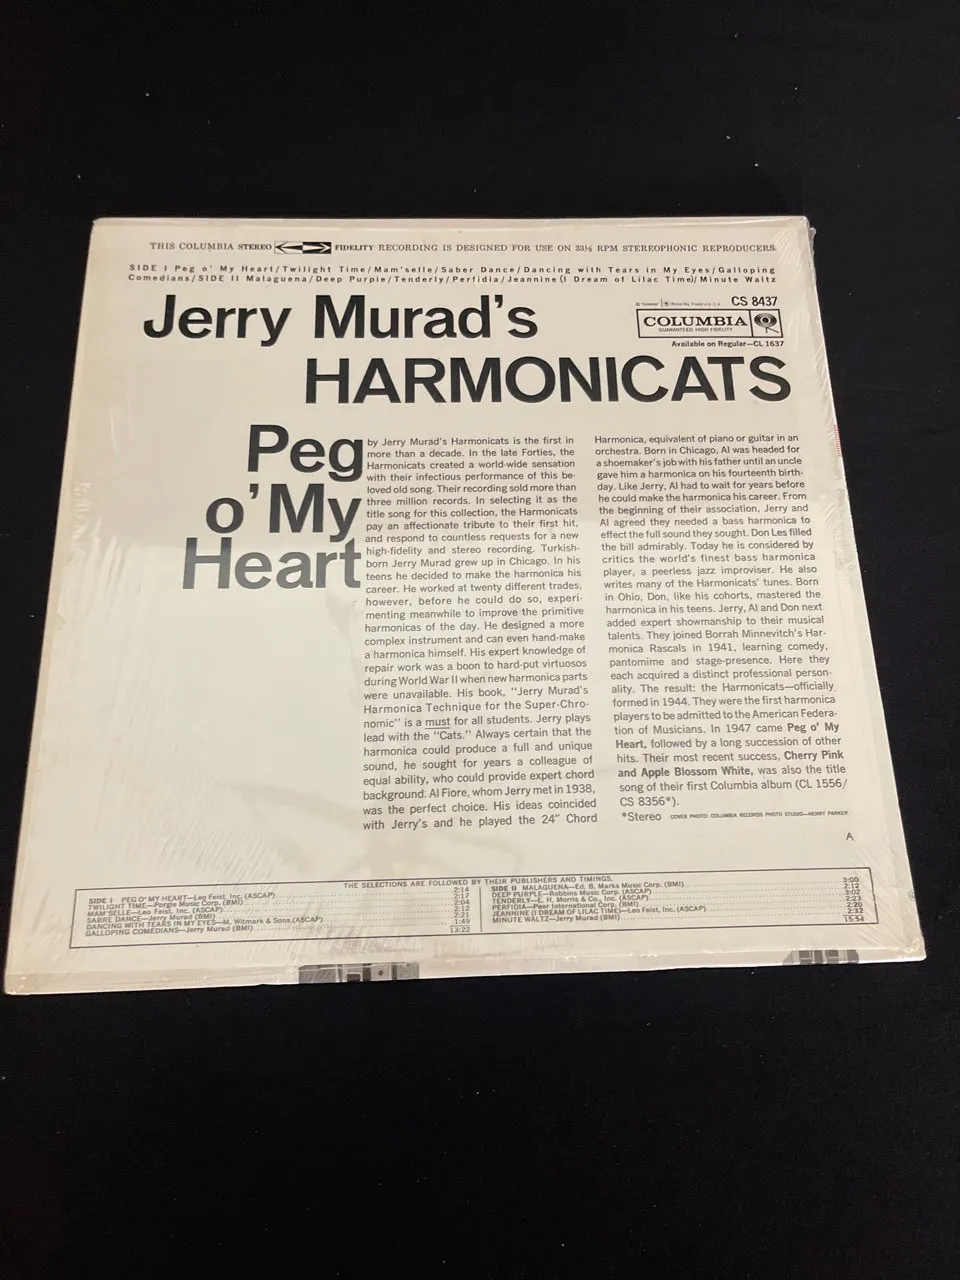 THIS COLUMBIA STEREO FIDELITY RECORDING IS DESIGNED FOR USE ON 33⅓ RPM STEREOPHONIC REPRODUCERS.
SIDE I Peg o' My Heart/Twilight Time/Mam'selle/Saber Dance/Dancing with Tears in My Eyes/Galloping
Comedians/SIDE II Malaguena/Deep Purple/Tenderly/Perfidia/Jeannine (I Dream of Lilac Time)/Minute Waltz
Jerry Murad's
HARMONICATS
CS 8437
COLUMBIA
GUARANTEED HIGH FIDELITY
Available on Regular—CL 1637
Peg
o' My
Heart
by Jerry Murad's Harmonicats is the first in
more than a decade. In the late Forties, the
Harmonicats created a world-wide sensation
with their infectious performance of this be-
loved old song. Their recording sold more than
three million records. In selecting it as the
title song for this collection, the Harmonicats
pay an affectionate tribute to their first hit,
and respond to countless requests for a new
high-fidelity and stereo recording. Turkish-
born Jerry Murad grew up in Chicago. In his
teens he decided to make the harmonica his
career. He worked at twenty different trades,
however, before he could do so, experi-
menting meanwhile to improve the primitive
harmonicas of the day. He designed a more
complex instrument and can even hand-make
a harmonica himself. His expert knowledge of
repair work was a boon to hard-put virtuosos
during World War II when new harmonica parts
were unavailable. His book, "Jerry Murad's
Harmonica Technique for the Super-Chro-
nomic" is a must for all students. Jerry plays
lead with the "Cats." Always certain that the
harmonica could produce a full and unique
sound, he sought for years a colleague of
equal ability, who could provide expert chord
background. Al Fiore, whom Jerry met in 1938,
was the perfect choice. His ideas coincided
with Jerry's and he played the 24" Chord
Harmonica, equivalent of piano or guitar in an
orchestra. Born in Chicago, Al was headed for
a shoemaker's job with his father until an uncle
gave him a harmonica on his fourteenth birth-
day. Like Jerry, Al had to wait for years before
he could make the harmonica his career. From
the beginning of their association, Jerry and
Al agreed they needed a bass harmonica to
effect the full sound they sought. Don Les filled
the bill admirably. Today he is considered by
critics the world's finest bass harmonica
player, a peerless jazz improviser. He also
writes many of the Harmonicats' tunes. Born
in Ohio, Don, like his cohorts, mastered the
harmonica in his teens. Jerry, Al and Don next
added expert showmanship to their musical
talents. They joined Borrah Minnevitch's Har-
monica Rascals in 1941, learning comedy,
pantomime and stage-presence. Here they
each acquired a distinct professional person-
ality. The result: the Harmonicats—officially
formed in 1944. They were the first harmonica
players to be admitted to the American Federa-
tion of Musicians. In 1947 came Peg o' My
Heart, followed by a long succession of other
hits. Their most recent success, Cherry Pink
and Apple Blossom White, was also the title
song of their first Columbia album (CL 1556/
CS 8356*).
*Stereo COVER PHOTO: COLUMBIA RECORDS PHOTO STUDIO—HENRY PARKER
A
THE SELECTIONS ARE FOLLOWED BY THEIR PUBLISHERS AND TIMINGS.
SIDE I PEG O' MY HEART—Leo Feist, Inc. (ASCAP) 2:14
TWILIGHT TIME—Porgie Music Corp. (BMI) 2:17
MAM'SELLE—Leo Feist, Inc. (ASCAP) 2:04
SABRE DANCE—Jerry Murad (BMI) 2:12
DANCING WITH TEARS IN MY EYES—M. Witmark & Sons (ASCAP) 2:21
GALLOPING COMEDIANS—Jerry Murad (BMI) 1:49
13:22
SIDE II MALAGUENA—Ed. B. Marks Music Corp. (BMI) 3:00
DEEP PURPLE—Robbins Music Corp. (ASCAP) 2:12
TENDERLY—E. H. Morris & Co., Inc. (ASCAP) 3:02
PERFIDIA—Peer International Corp. (BMI) 2:23
JEANNINE (I DREAM OF LILAC TIME)—Leo Feist, Inc. (ASCAP) 2:20
MINUTE WALTZ—Jerry Murad (BMI) 2:32
15:54